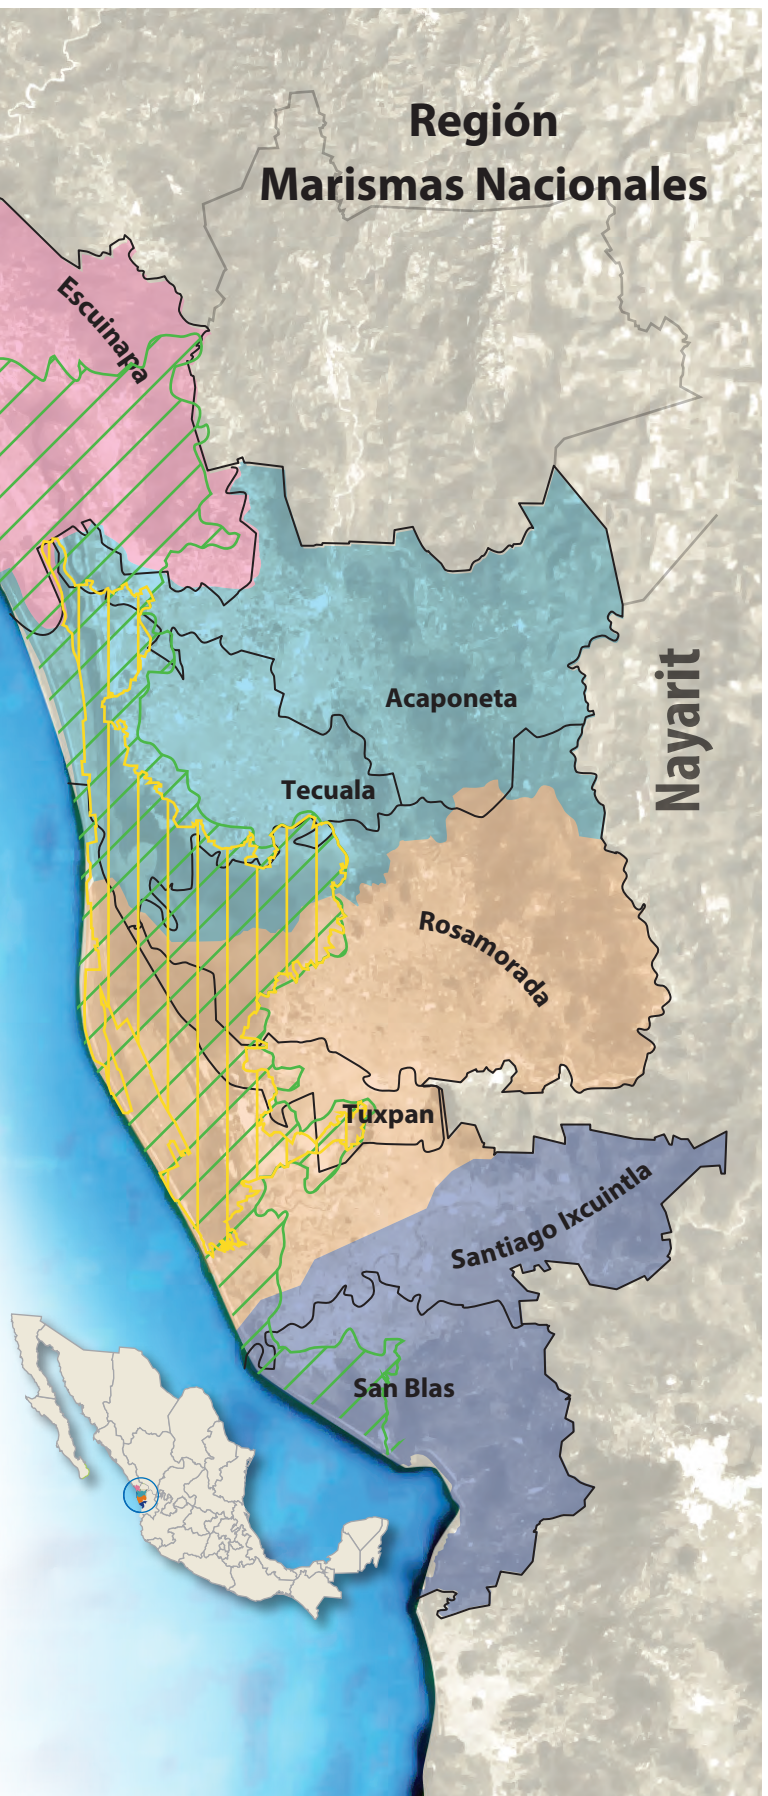 Región
Marismas Nacionales
Escuinapa
Nayarit
Acaponeta
Tecuala
Rosamorada
Tuxpan
Santiago Ixcuintla
San Blas